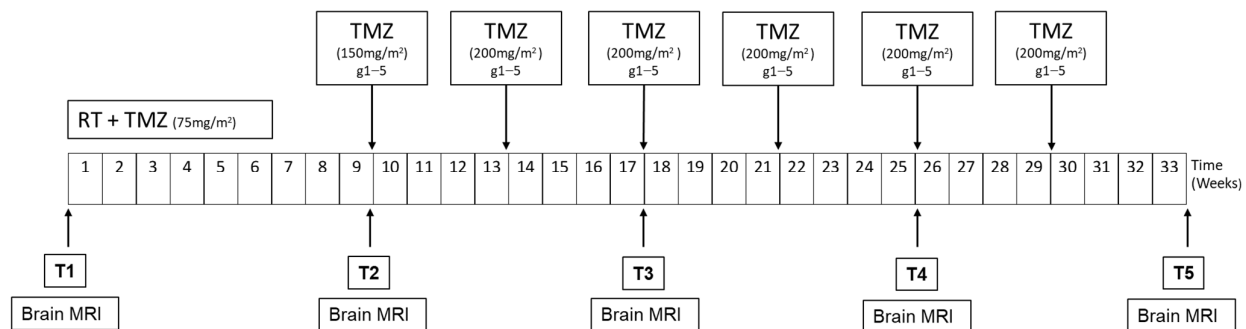 TMZ
(150mg/m²)
g1–5
TMZ
(200mg/m²)
g1–5
TMZ
(200mg/m²)
g1–5
TMZ
(200mg/m²)
g1–5
TMZ
(200mg/m²)
g1–5
TMZ
(200mg/m²)
g1–5
RT + TMZ (75mg/m²)
1 2 3 4 5 6 7 8 9 10 11 12 13 14 15 16 17 18 19 20 21 22 23 24 25 26 27 28 29 30 31 32 33 Time
(Weeks)
T1 T2 T3 T4 T5
Brain MRI Brain MRI Brain MRI Brain MRI Brain MRI